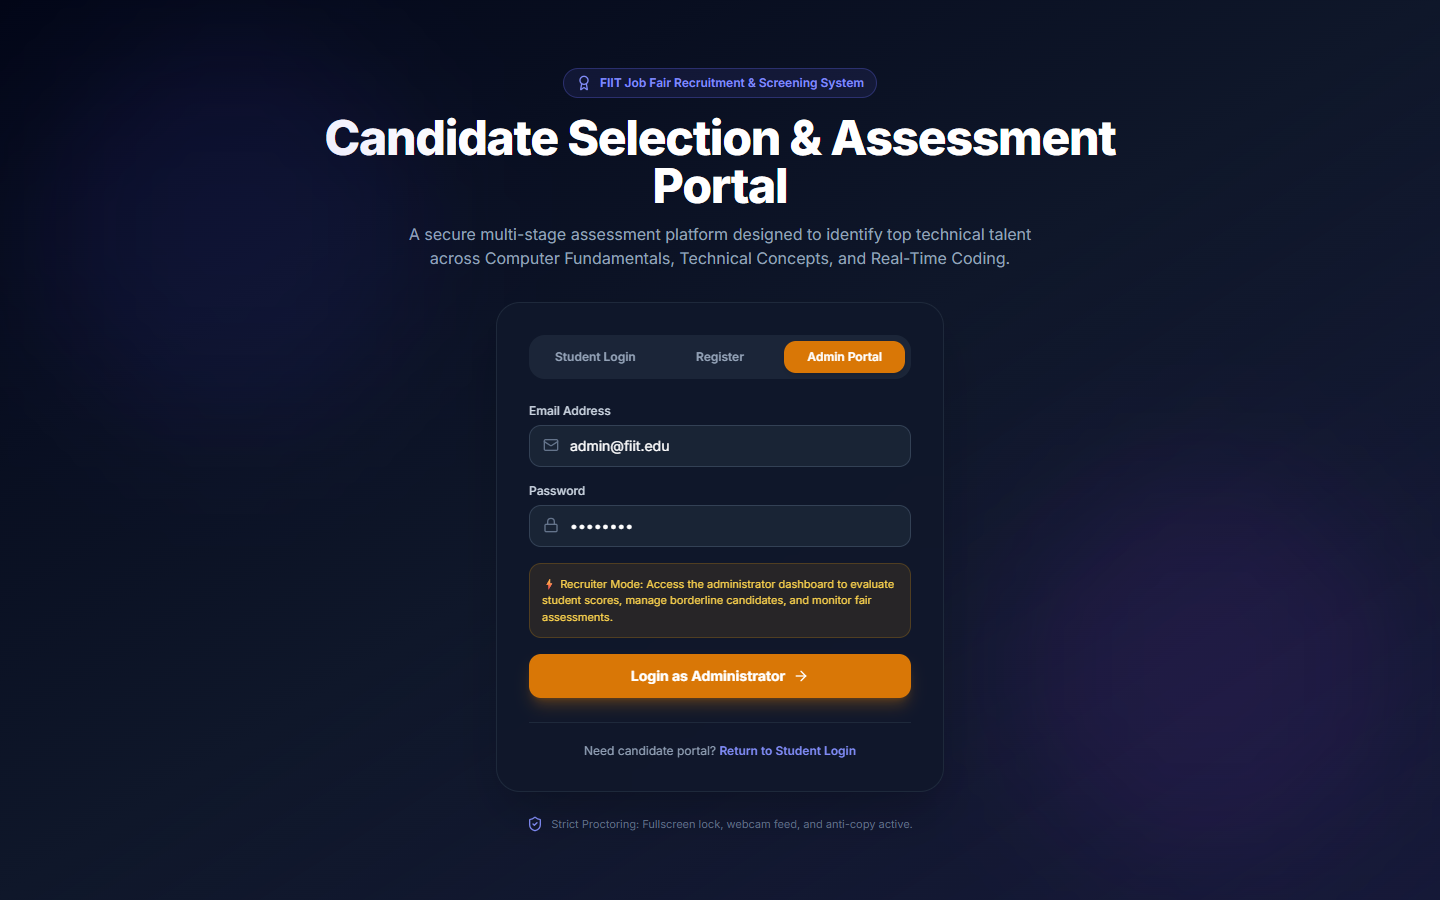 FIIT Job Fair Recruitment & Screening System
Candidate Selection & Assessment
Portal
A secure multi-stage assessment platform designed to identify top technical talent
across Computer Fundamentals, Technical Concepts, and Real-Time Coding.
Student Login
Register
Admin Portal
Email Address
admin@fiit.edu
Password
••••••••
Recruiter Mode: Access the administrator dashboard to evaluate
student scores, manage borderline candidates, and monitor fair
assessments.
Login as Administrator →
Need candidate portal? Return to Student Login
Strict Proctoring: Fullscreen lock, webcam feed, and anti-copy active.